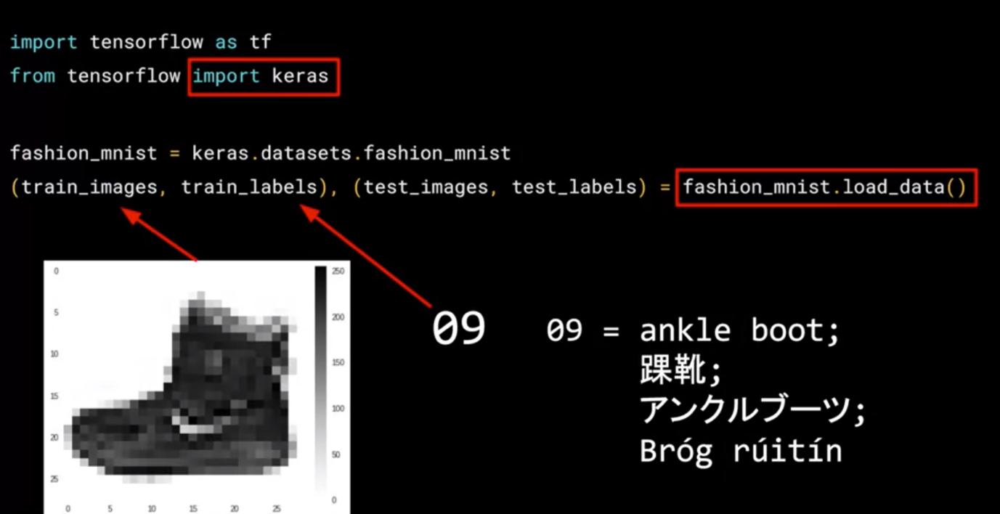 import tensorflow as tf
from tensorflow import keras
fashion_mnist = keras.datasets.fashion_mnist
(train_images, train_labels), (test_images, test_labels) = fashion_mnist.load_data()
0
5
10
15
20
25
0
5
10
15
20
25
250
200
150
100
50
0
09
09 = ankle boot;
踝靴;
アンクルブーツ;
Bróg rúitín